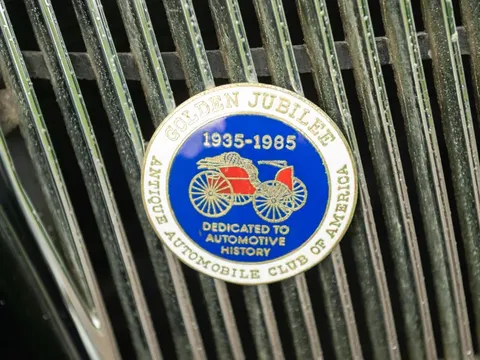 GOLDEN JUBILEE
1935-1985
DEDICATED TO
AUTOMOTIVE
HISTORY
ANTIQUE AUTOMOBILE CLUB OF AMERICA